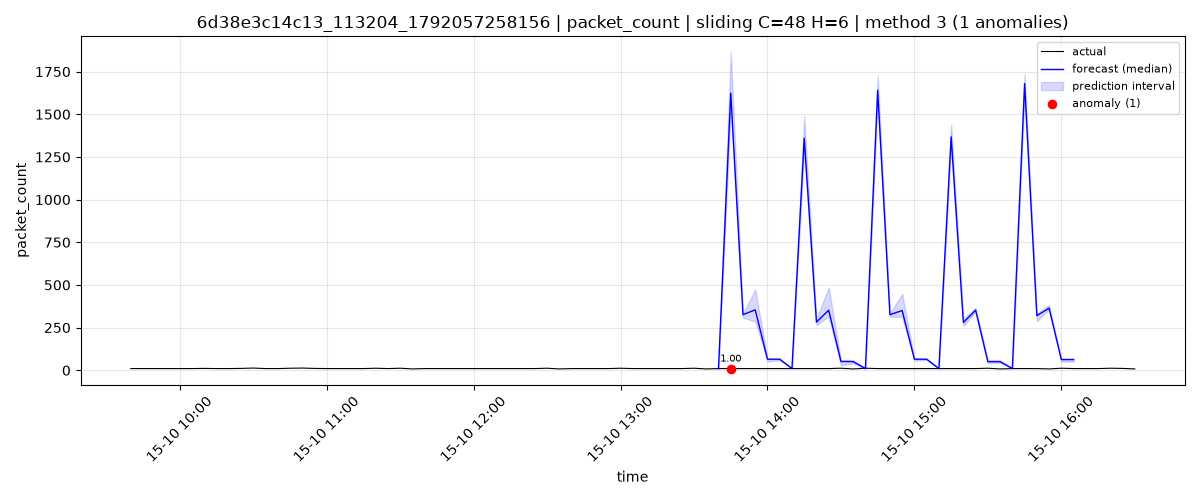 6d38e3c14c13_113204_1792057258156 | packet_count | sliding C=48 H=6 | method 3 (1 anomalies)
actual
forecast (median)
prediction interval
anomaly (1)
packet_count
1750
1500
1250
1000
750
500
250
0
1.00
15-10 10:00
15-10 11:00
15-10 12:00
15-10 13:00
15-10 14:00
15-10 15:00
15-10 16:00
time